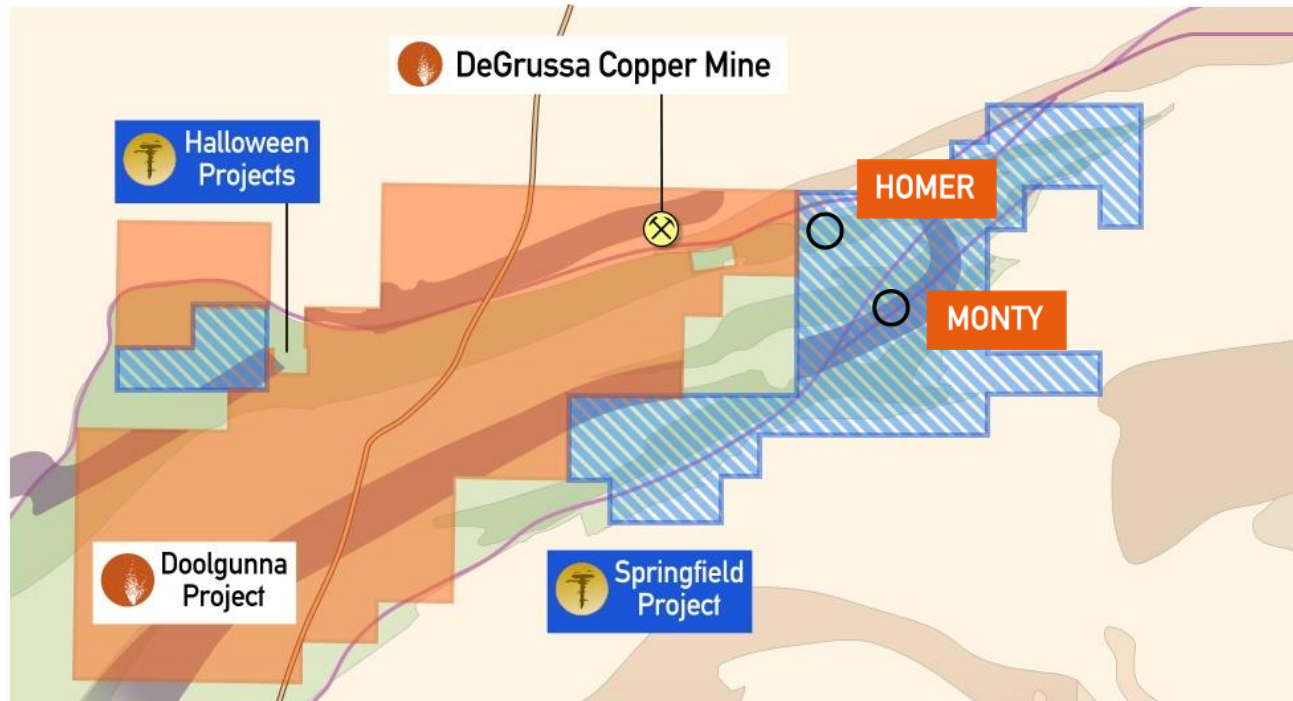 DeGrussa Copper Mine
Halloween
Projects
HOMER
MONTY
Doolgunna
Project
Springfield
Project